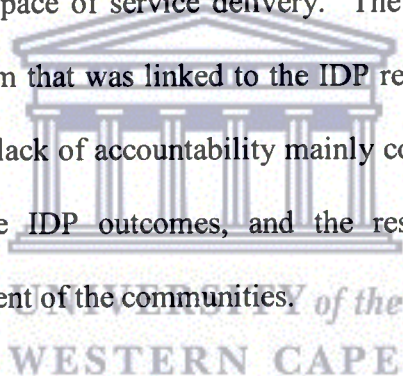 pace of service delivery. The
m that was linked to the IDP re
lack of accountability mainly co
e IDP outcomes, and the res
ent of the communities.
UNIVERSITY of the
WESTERN CAPE